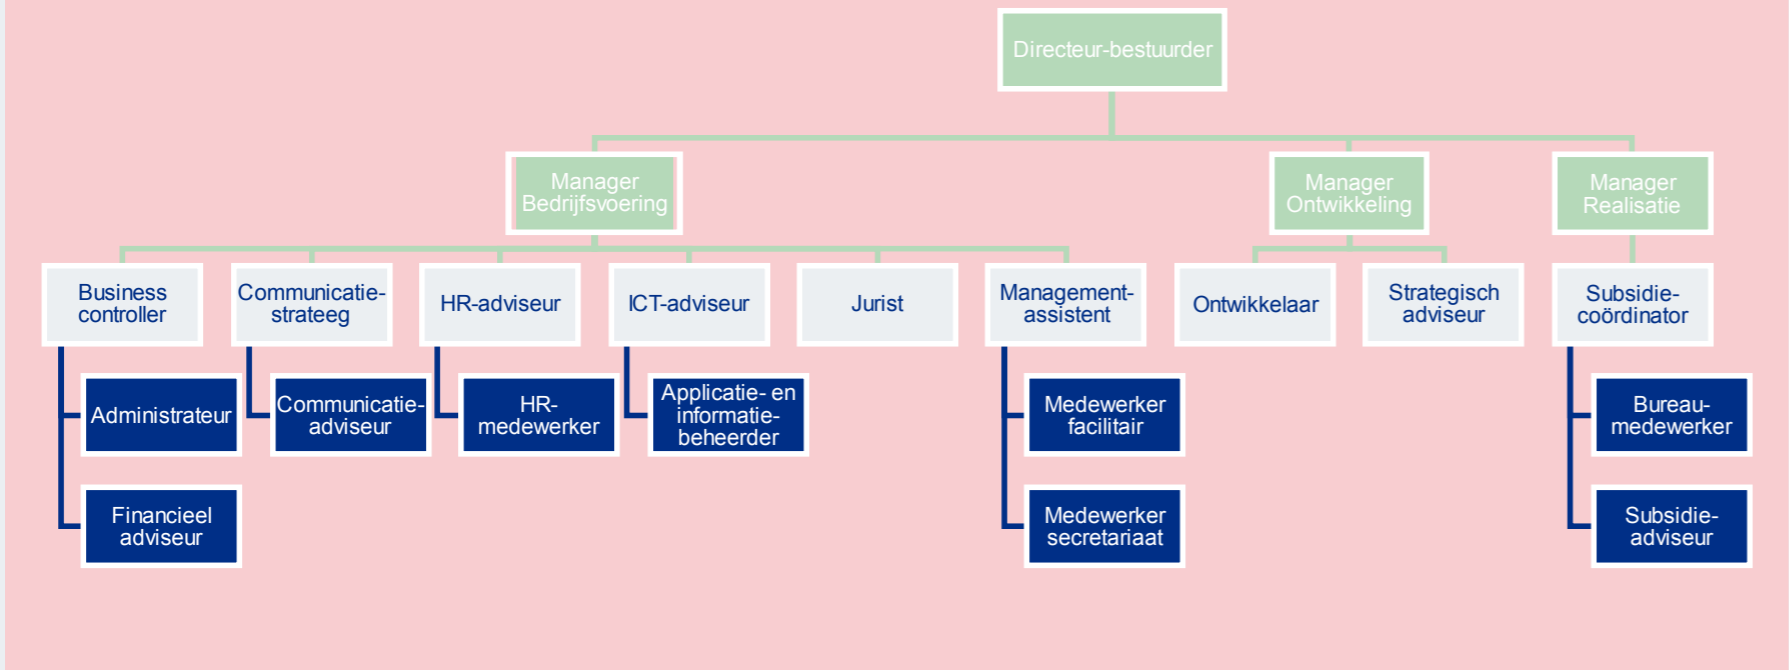 Directeur-bestuurder
Manager
Bedrijfsvoering
Manager
Ontwikkeling
Manager
Realisatie
Business
controller
Communicatie-
strateeg
HR-adviseur
ICT-adviseur
Jurist
Management-
assistent
Ontwikkelaar
Strategisch
adviseur
Subsidie-
coördinator
Administrateur
Communicatie-
adviseur
HR-
medewerker
Applicatie- en
informatie-
beheerder
Medewerker
facilitair
Bureau-
medewerker
Financieel
adviseur
Medewerker
secretariaat
Subsidie-
adviseur